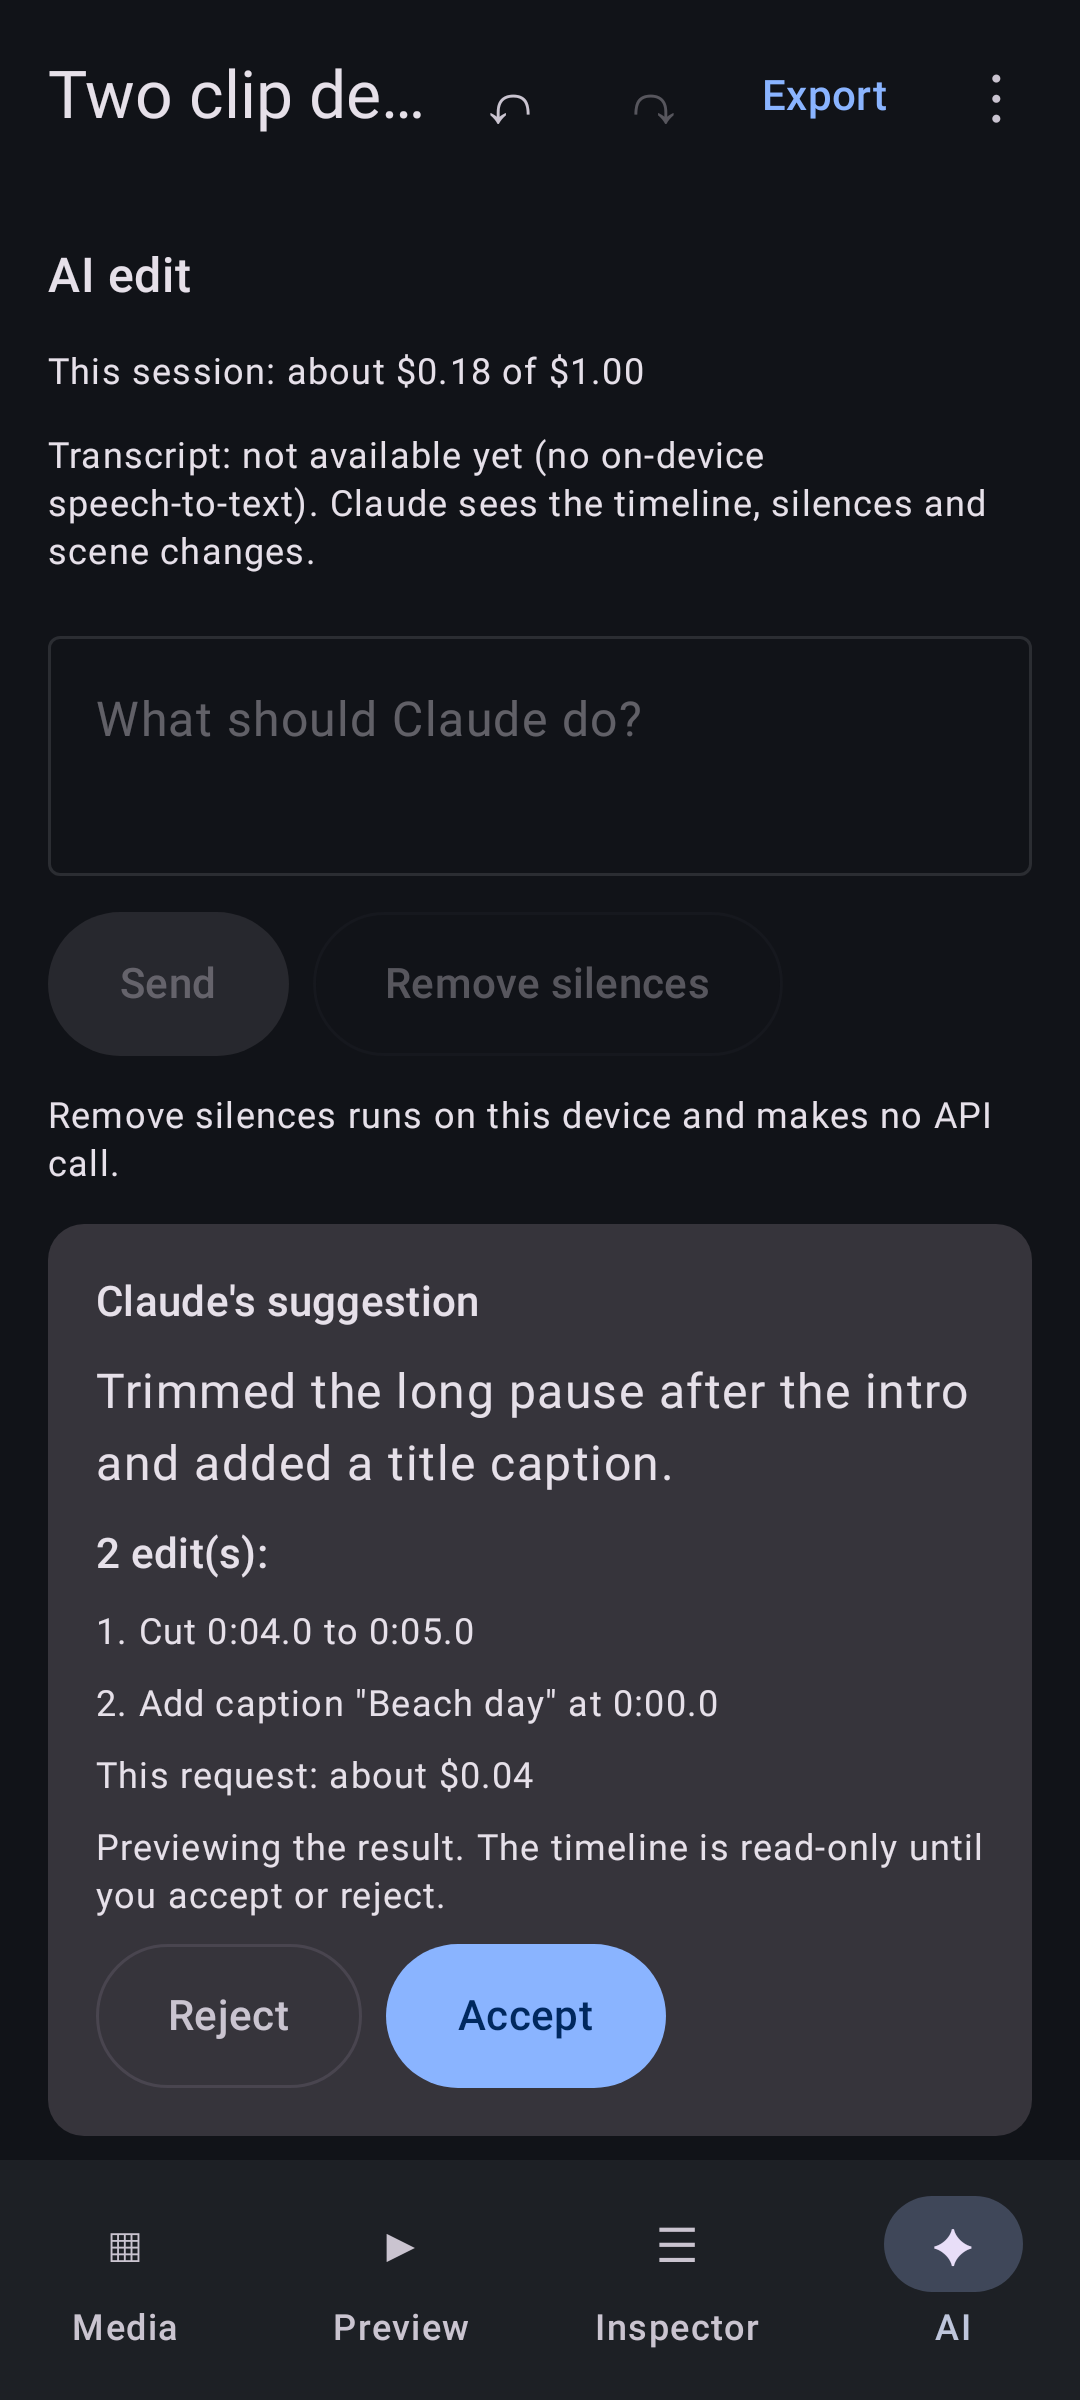 Two clip de…
Export
AI edit
This session: about $0.18 of $1.00
Transcript: not available yet (no on-device
speech-to-text). Claude sees the timeline, silences and
scene changes.
What should Claude do?
Send
Remove silences
Remove silences runs on this device and makes no API
call.
Claude's suggestion
Trimmed the long pause after the intro
and added a title caption.
2 edit(s):
1. Cut 0:04.0 to 0:05.0
2. Add caption "Beach day" at 0:00.0
This request: about $0.04
Previewing the result. The timeline is read-only until
you accept or reject.
Reject
Accept
Media
Preview
Inspector
AI